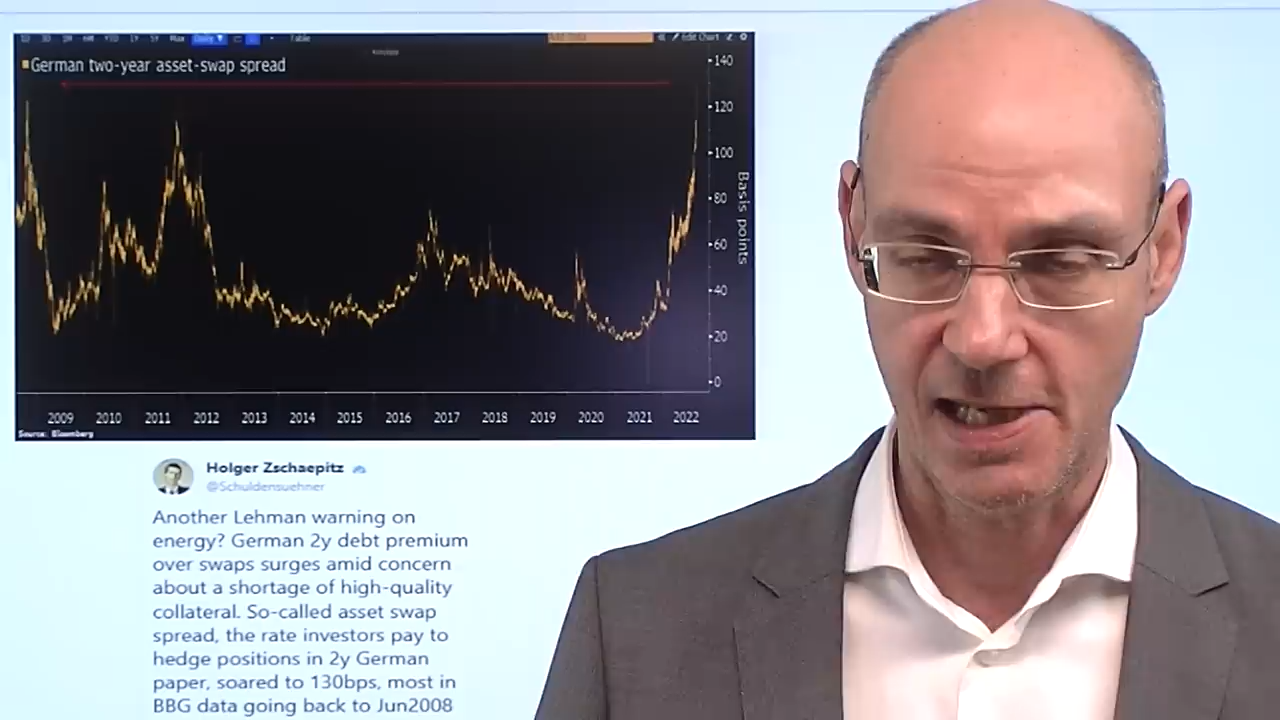 Max
Table
Edit Chart
German two-year asset-swap spread
140
120
100
80
60
40
20
0
Basis points
2009 2010 2011 2012 2013 2014 2015 2016 2017 2018 2019 2020 2021 2022
Source: Bloomberg
Holger Zschaepitz
@Schuldensuehner
Another Lehman warning on
energy? German 2y debt premium
over swaps surges amid concern
about a shortage of high-quality
collateral. So-called asset swap
spread, the rate investors pay to
hedge positions in 2y German
paper, soared to 130bps, most in
BBG data going back to Jun2008